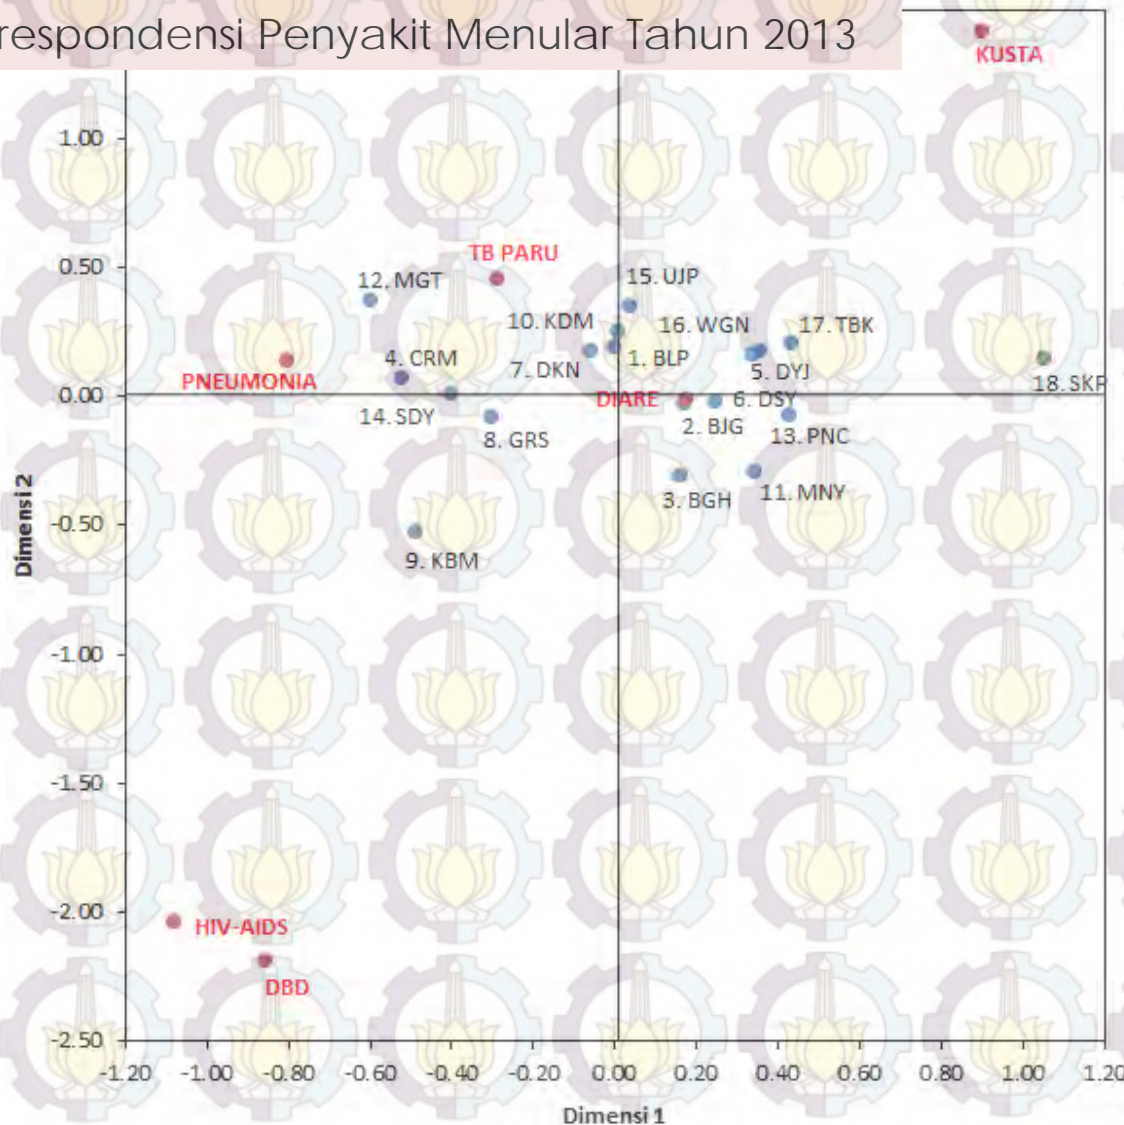 respondensi Penyakit Menular Tahun 2013
KUSTA
1.00
TB PARU
0.50
12. MGT
15. UJP
10. KDM
16. WGN
17. TBK
4. CRM
7. DKN
1. BLP
5. DYJ
PNEUMONIA
18. SKP
0.00
DIARE
6. DSY
14. SDY
8. GRS
2. BJG
13. PNC
3. BGH
11. MNY
Dimensi 2
-0.50
9. KBM
-1.00
-1.50
-2.00
HIV-AIDS
DBD
-2.50
-1.20 -1.00 -0.80 -0.60 -0.40 -0.20 0.00 0.20 0.40 0.60 0.80 1.00 1.20
Dimensi 1